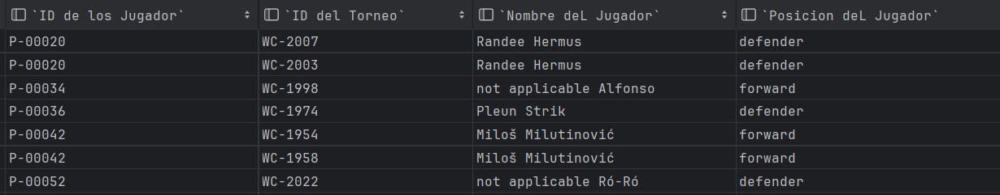 `ID de los Jugador` `ID del Torneo` `Nombre deL Jugador` `Posicion deL Jugador`
P-00020 WC-2007 Randee Hermus defender
P-00020 WC-2003 Randee Hermus defender
P-00034 WC-1998 not applicable Alfonso forward
P-00036 WC-1974 Pleun Strik defender
P-00042 WC-1954 Miloš Milutinović forward
P-00042 WC-1958 Miloš Milutinović forward
P-00052 WC-2022 not applicable Ró-Ró defender